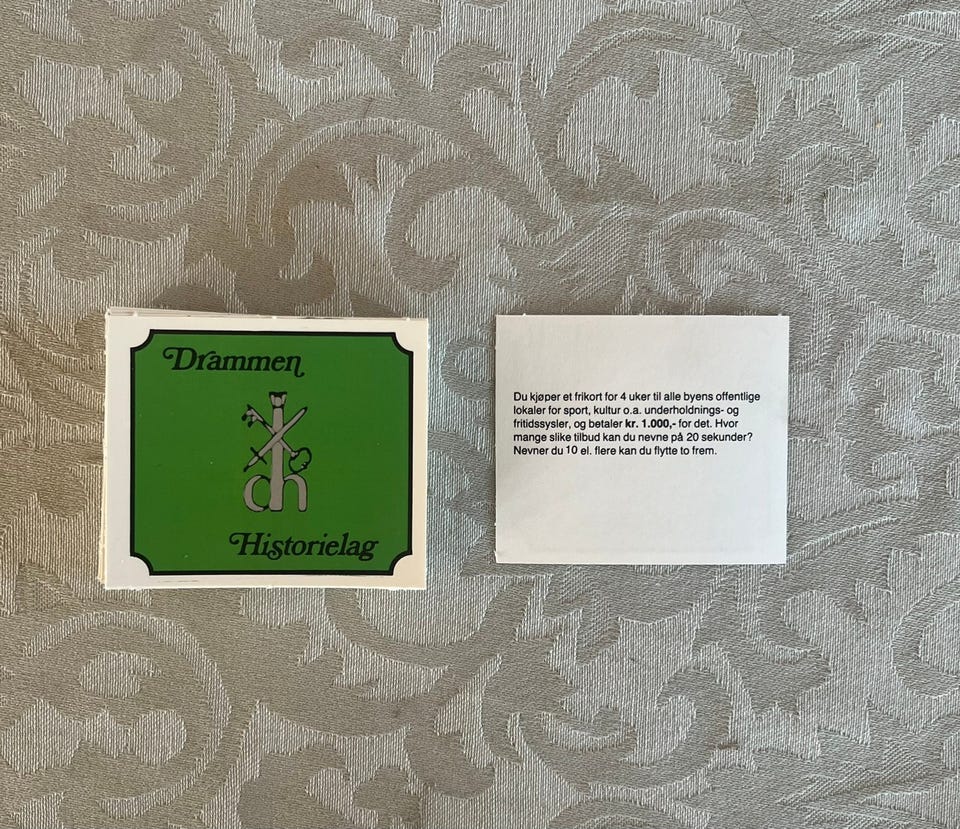 Drammen
dh
Historielag
Du kjøper et frikort for 4 uker til alle byens offentlige
lokaler for sport, kultur o.a. underholdnings- og
fritidssysler, og betaler kr. 1.000,- for det. Hvor
mange slike tilbud kan du nevne på 20 sekunder?
Nevner du 10 el. flere kan du flytte to frem.